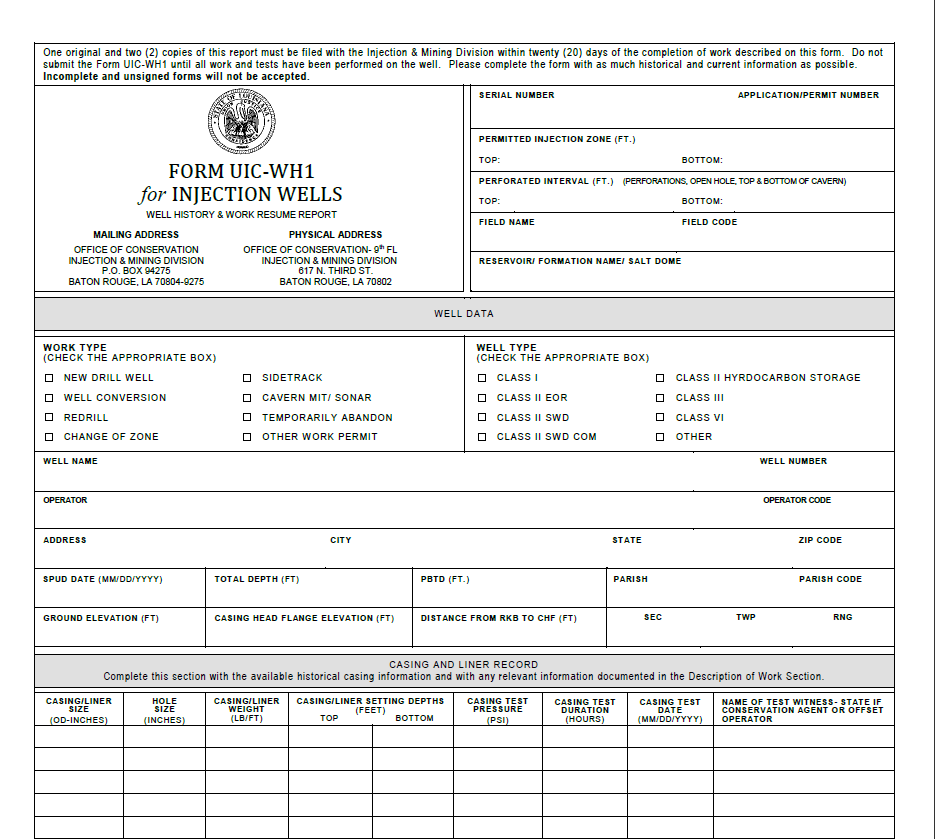 One original and two (2) copies of this report must be filed with the Injection & Mining Division within twenty (20) days of the completion of work described on this form. Do not
submit the Form UIC-WH1 until all work and tests have been performed on the well. Please complete the form with as much historical and current information as possible.
Incomplete and unsigned forms will not be accepted.
STATE OF LOUISIANA
FORM UIC-WH1
for INJECTION WELLS
WELL HISTORY & WORK RESUME REPORT
MAILING ADDRESS
OFFICE OF CONSERVATION
INJECTION & MINING DIVISION
P.O. BOX 94275
BATON ROUGE, LA 70804-9275
PHYSICAL ADDRESS
OFFICE OF CONSERVATION- 9th FL
INJECTION & MINING DIVISION
617 N. THIRD ST.
BATON ROUGE, LA 70802
SERIAL NUMBER APPLICATION/PERMIT NUMBER
PERMITTED INJECTION ZONE (FT.)
TOP: BOTTOM:
PERFORATED INTERVAL (FT.) (PERFORATIONS, OPEN HOLE, TOP & BOTTOM OF CAVERN)
TOP: BOTTOM:
FIELD NAME FIELD CODE
RESERVOIR/ FORMATION NAME/ SALT DOME
WELL DATA
WORK TYPE
(CHECK THE APPROPRIATE BOX)
☐ NEW DRILL WELL ☐ SIDETRACK
☐ WELL CONVERSION ☐ CAVERN MIT/ SONAR
☐ REDRILL ☐ TEMPORARILY ABANDON
☐ CHANGE OF ZONE ☐ OTHER WORK PERMIT
WELL TYPE
(CHECK THE APPROPRIATE BOX)
☐ CLASS I ☐ CLASS II HYRDOCARBON STORAGE
☐ CLASS II EOR ☐ CLASS III
☐ CLASS II SWD ☐ CLASS VI
☐ CLASS II SWD COM ☐ OTHER
WELL NAME WELL NUMBER
OPERATOR OPERATOR CODE
ADDRESS CITY STATE ZIP CODE
SPUD DATE (MM/DD/YYYY) TOTAL DEPTH (FT) PBTD (FT.) PARISH PARISH CODE
GROUND ELEVATION (FT) CASING HEAD FLANGE ELEVATION (FT) DISTANCE FROM RKB TO CHF (FT) SEC TWP RNG
CASING AND LINER RECORD
Complete this section with the available historical casing information and with any relevant information documented in the Description of Work Section.
CASING/LINER
SIZE
(OD-INCHES)
HOLE
SIZE
(INCHES)
CASING/LINER
WEIGHT
(LB/FT)
CASING/LINER SETTING DEPTHS
(FEET)
TOP BOTTOM
CASING TEST
PRESSURE
(PSI)
CASING TEST
DURATION
(HOURS)
CASING TEST
DATE
(MM/DD/YYYY)
NAME OF TEST WITNESS- STATE IF
CONSERVATION AGENT OR OFFSET
OPERATOR